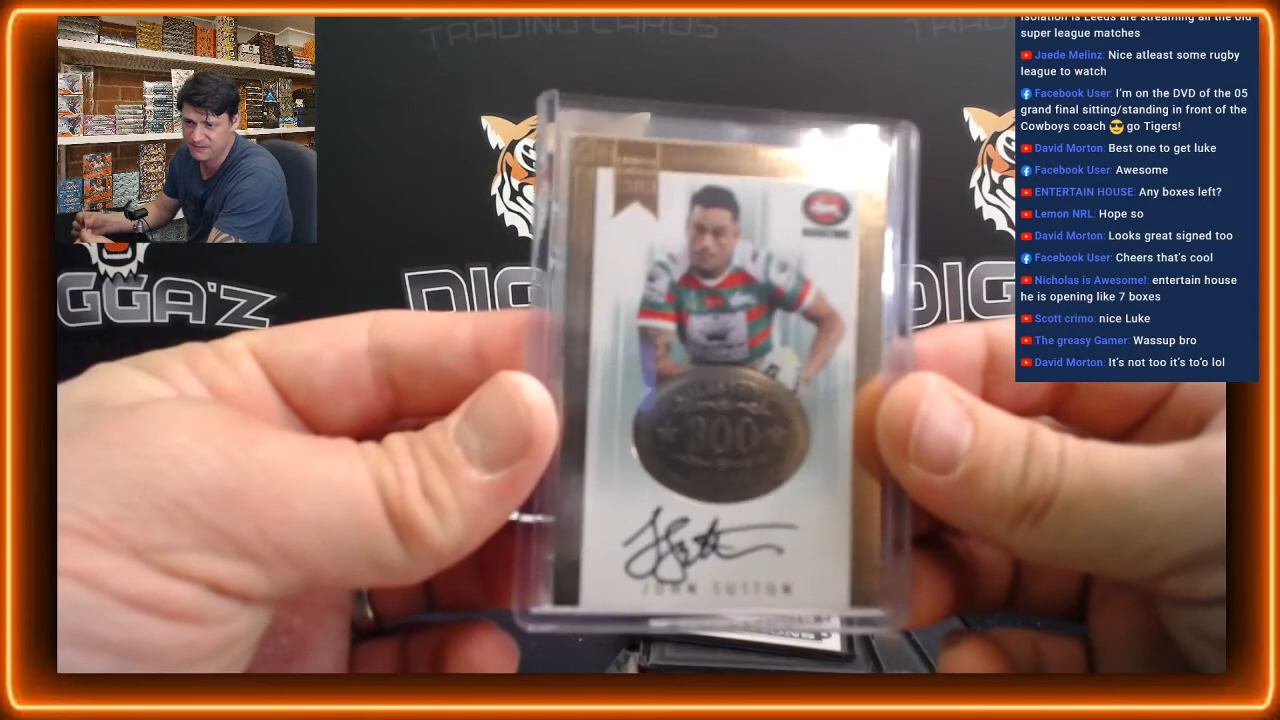 TRADING CARDS
isolation is Leeds are streaming all the old
super league matches
Jaede Melinz: Nice atleast some rugby
league to watch
Facebook User: I'm on the DVD of the 05
grand final sitting/standing in front of the
Cowboys coach 😎 go Tigers!
David Morton: Best one to get luke
Facebook User: Awesome
ENTERTAIN HOUSE: Any boxes left?
Lemon NRL: Hope so
David Morton: Looks great signed too
Facebook User: Cheers that's cool
Nicholas is Awesome!: entertain house
he is opening like 7 boxes
Scott crimo: nice Luke
The greasy Gamer: Wassup bro
David Morton: It's not too it's to'o lol
GGA'Z
DIG
DIG
300
JOHN SUTTON